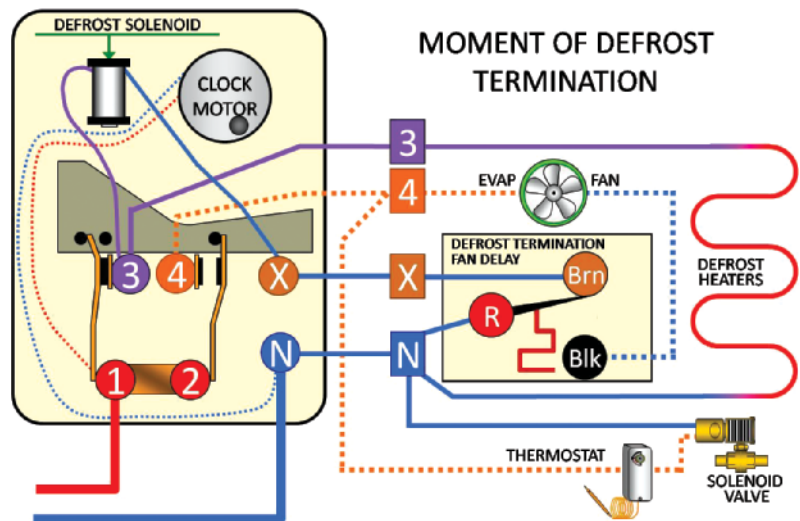 DEFROST SOLENOID
CLOCK
MOTOR
MOMENT OF DEFROST
TERMINATION
3
4
EVAP
FAN
DEFROST TERMINATION
FAN DELAY
3
4
X
X
Brn
R
DEFROST
HEATERS
N
N
Blk
1
2
THERMOSTAT
SOLENOID
VALVE